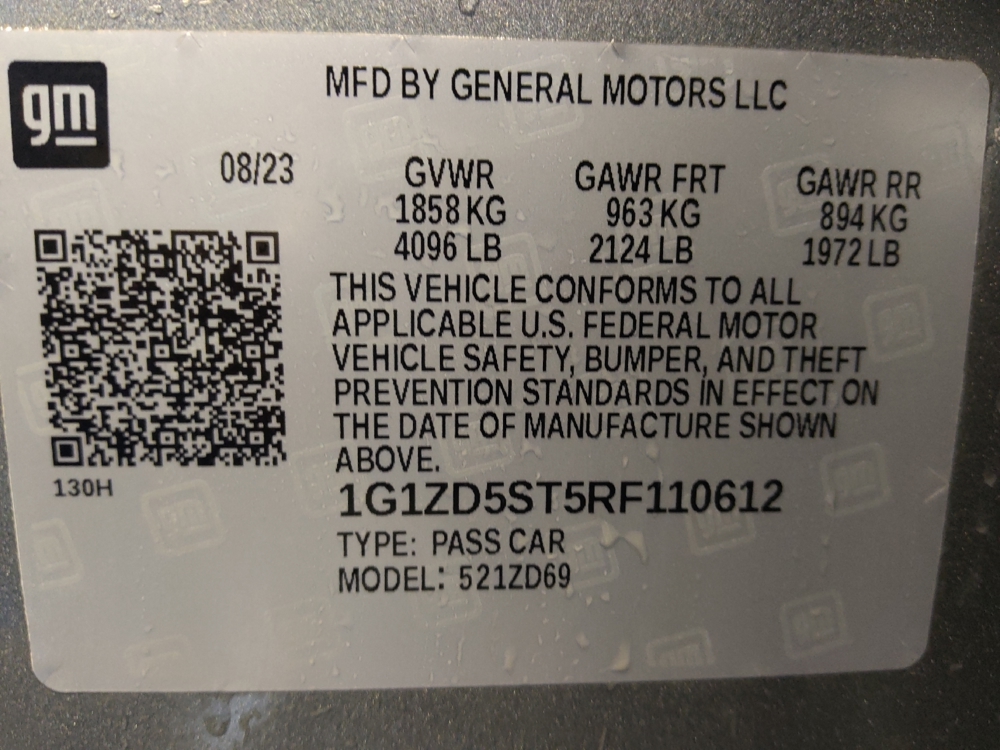 gm
MFD BY GENERAL MOTORS LLC
08/23 GVWR GAWR FRT GAWR RR
1858 KG 963 KG 894 KG
4096 LB 2124 LB 1972 LB
THIS VEHICLE CONFORMS TO ALL
APPLICABLE U.S. FEDERAL MOTOR
VEHICLE SAFETY, BUMPER, AND THEFT
PREVENTION STANDARDS IN EFFECT ON
THE DATE OF MANUFACTURE SHOWN
ABOVE.
130H
1G1ZD5ST5RF110612
TYPE: PASS CAR
MODEL: 521ZD69